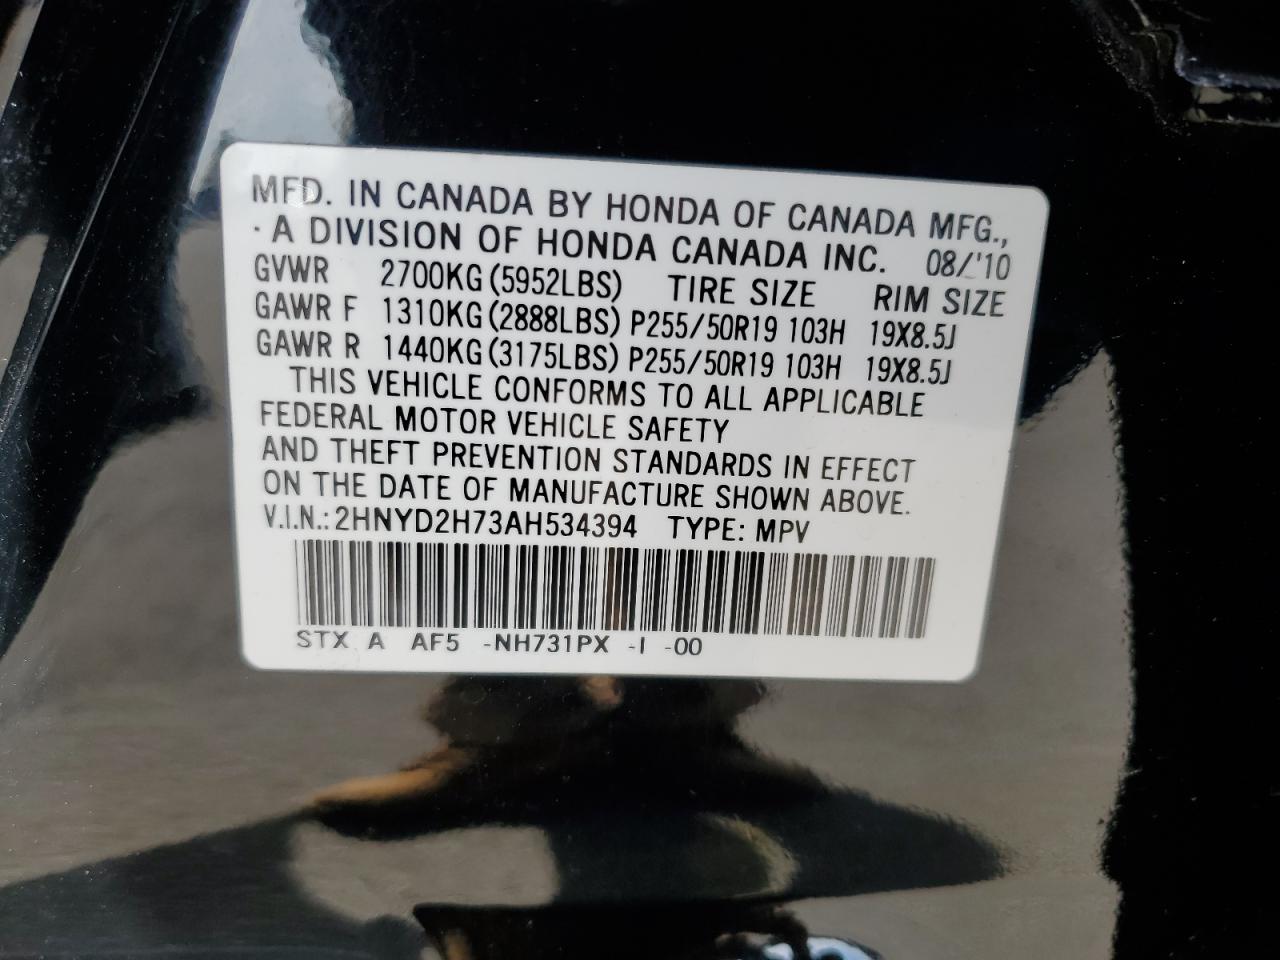 MFD. IN CANADA BY HONDA OF CANADA MFG.,
· A DIVISION OF HONDA CANADA INC. 08/'10
GVWR 2700KG (5952LBS) TIRE SIZE RIM SIZE
GAWR F 1310KG (2888LBS) P255/50R19 103H 19X8.5J
GAWR R 1440KG (3175LBS) P255/50R19 103H 19X8.5J
THIS VEHICLE CONFORMS TO ALL APPLICABLE
FEDERAL MOTOR VEHICLE SAFETY
AND THEFT PREVENTION STANDARDS IN EFFECT
ON THE DATE OF MANUFACTURE SHOWN ABOVE.
V.I.N.: 2HNYD2H73AH534394 TYPE: MPV
STX A AF5 -NH731PX -I -00